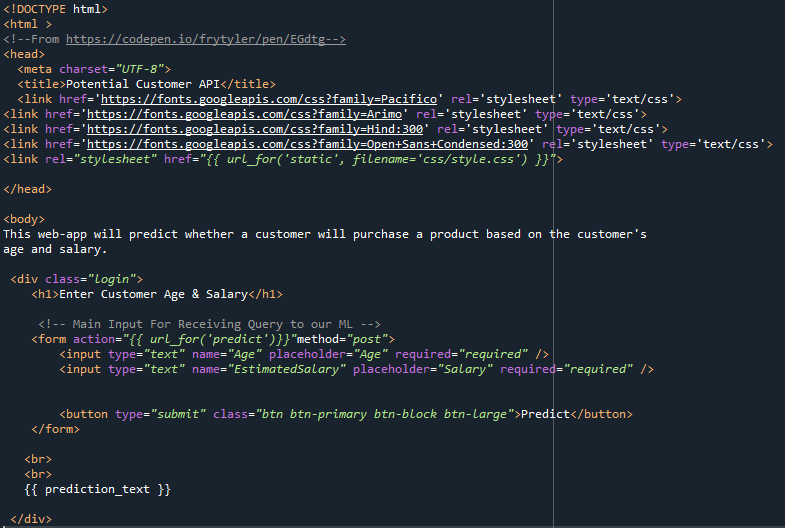 <!DOCTYPE html>
<html >
<!--From https://codepen.io/frytyler/pen/EGdtg-->
<head>
  <meta charset="UTF-8">
  <title>Potential Customer API</title>
  <link href='https://fonts.googleapis.com/css?family=Pacifico' rel='stylesheet' type='text/css'>
<link href='https://fonts.googleapis.com/css?family=Arimo' rel='stylesheet' type='text/css'>
<link href='https://fonts.googleapis.com/css?family=Hind:300' rel='stylesheet' type='text/css'>
<link href='https://fonts.googleapis.com/css?family=Open+Sans+Condensed:300' rel='stylesheet' type='text/css'>
<link rel="stylesheet" href="{{ url_for('static', filename='css/style.css') }}">
</head>
<body>
This web-app will predict whether a customer will purchase a product based on the customer's
age and salary.
 <div class="login">
    <h1>Enter Customer Age & Salary</h1>
     <!-- Main Input For Receiving Query to our ML -->
    <form action="{{ url_for('predict')}}"method="post">
        <input type="text" name="Age" placeholder="Age" required="required" />
        <input type="text" name="EstimatedSalary" placeholder="Salary" required="required" />
        <button type="submit" class="btn btn-primary btn-block btn-large">Predict</button>
    </form>
   <br>
   <br>
   {{ prediction_text }}
 </div>